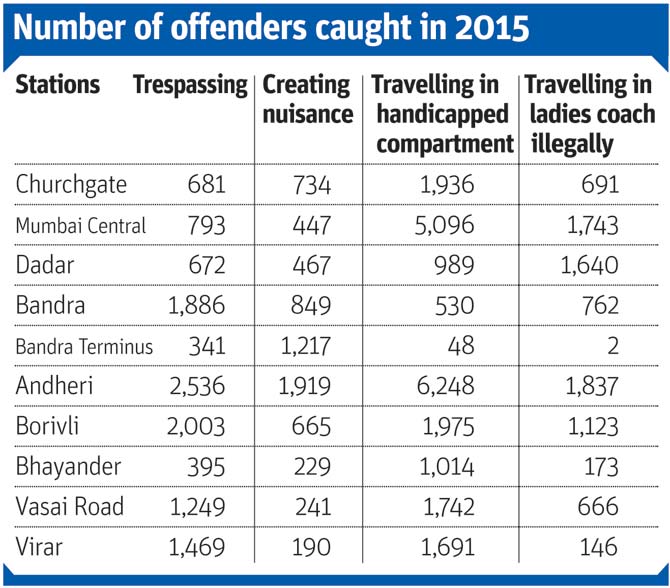 Number of offenders caught in 2015
Stations Trespassing Creating nuisance Travelling in handicapped compartment Travelling in ladies coach illegally
Churchgate 681 734 1,936 691
Mumbai Central 793 447 5,096 1,743
Dadar 672 467 989 1,640
Bandra 1,886 849 530 762
Bandra Terminus 341 1,217 48 2
Andheri 2,536 1,919 6,248 1,837
Borivli 2,003 665 1,975 1,123
Bhayander 395 229 1,014 173
Vasai Road 1,249 241 1,742 666
Virar 1,469 190 1,691 146